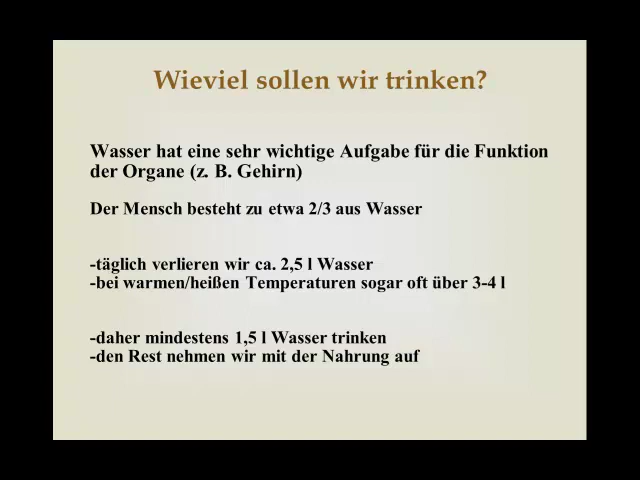 Wieviel sollen wir trinken?
Wasser hat eine sehr wichtige Aufgabe für die Funktion
der Organe (z. B. Gehirn)
Der Mensch besteht zu etwa 2/3 aus Wasser
-täglich verlieren wir ca. 2,5 l Wasser
-bei warmen/heißen Temperaturen sogar oft über 3-4 l
-daher mindestens 1,5 l Wasser trinken
-den Rest nehmen wir mit der Nahrung auf